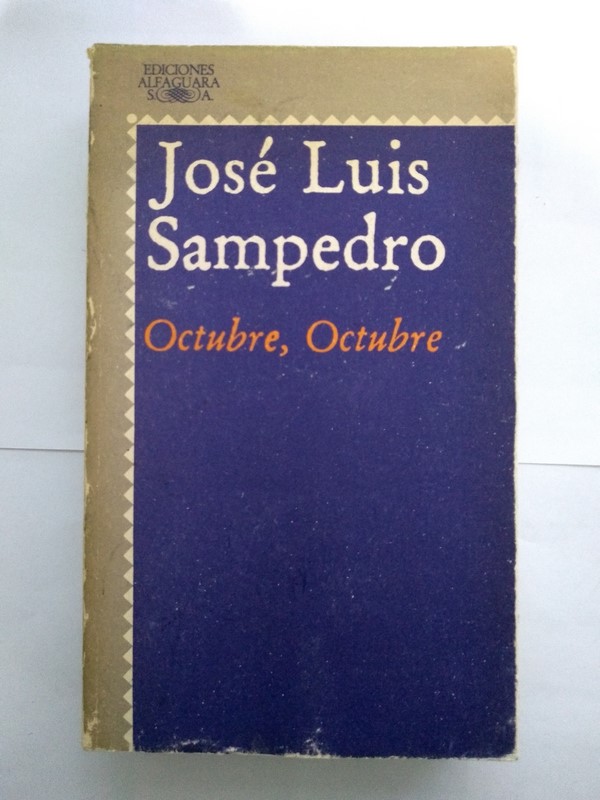 EDICIONES
ALFAGUARA
S. A.
José Luis
Sampedro
Octubre, Octubre